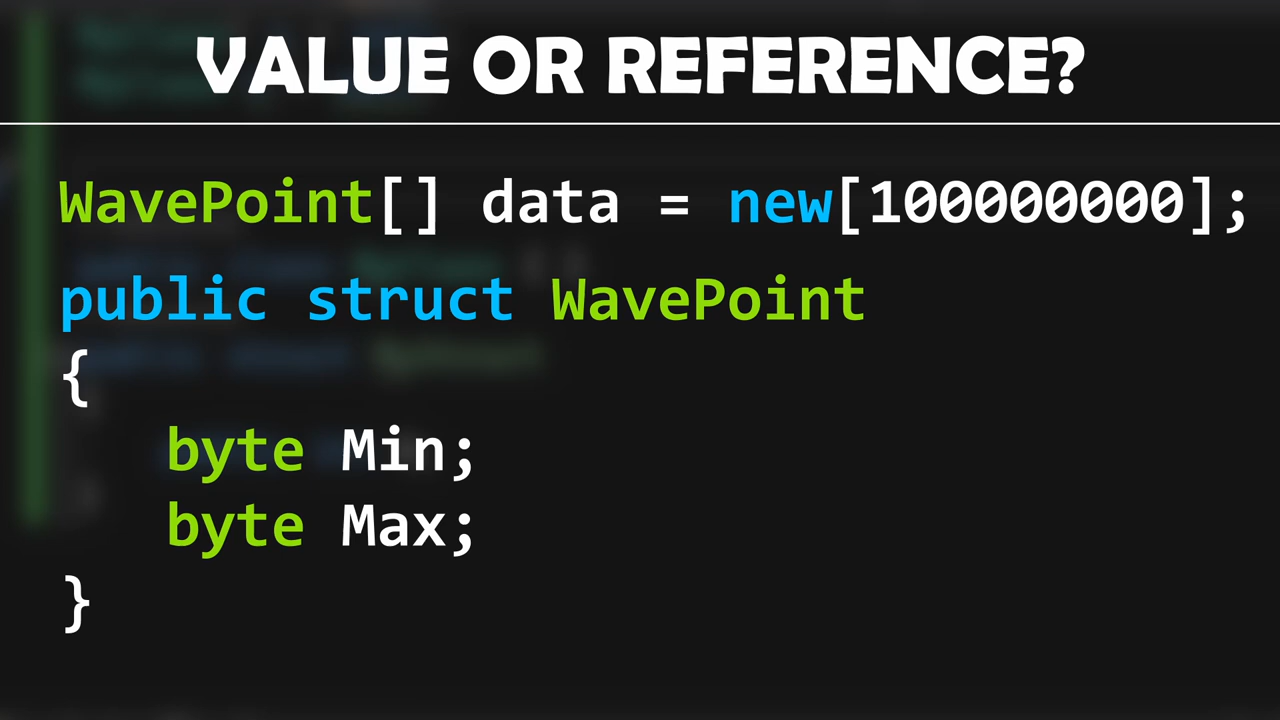 VALUE OR REFERENCE?
WavePoint[] data = new[100000000];
public struct WavePoint
{
byte Min;
byte Max;
}